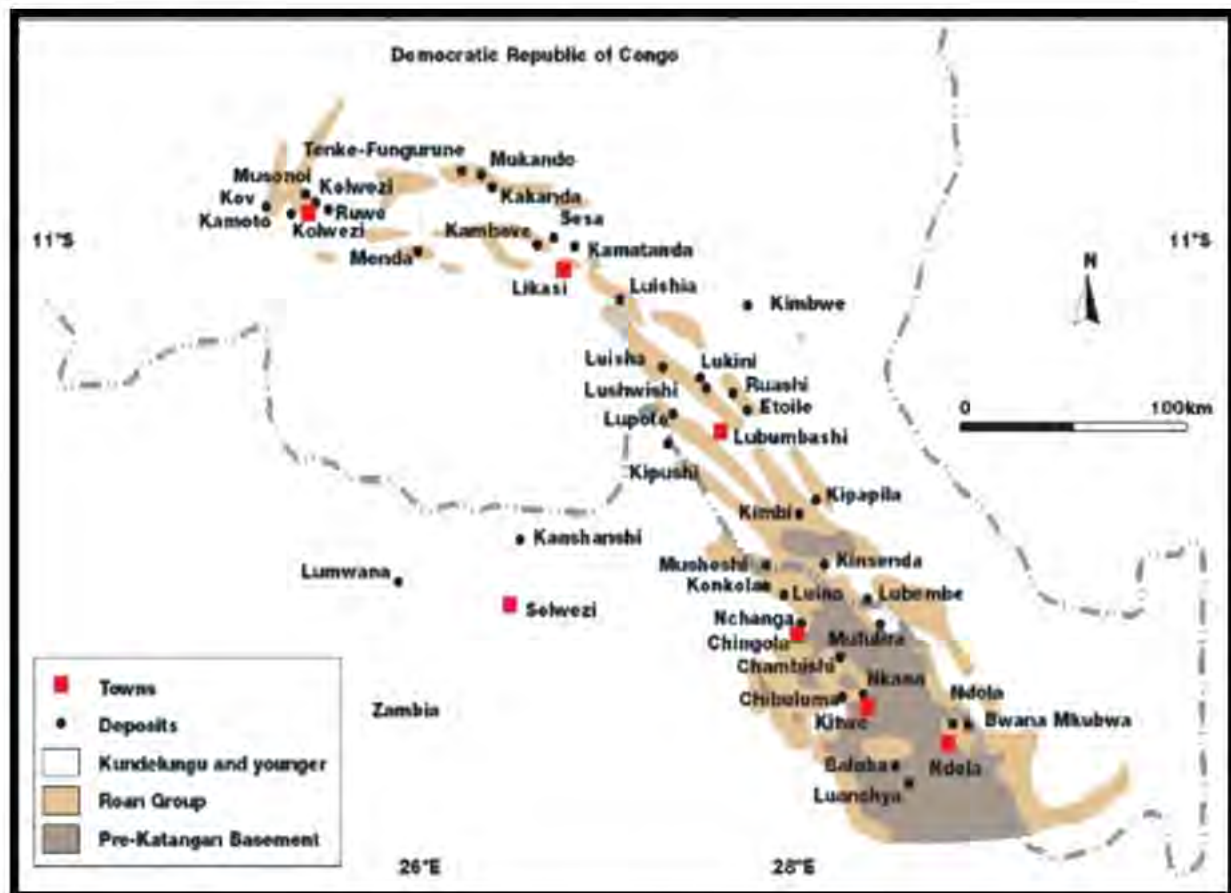 Democratic Republic of Congo
Tenke-Fungurune
Mukando
Musonoi
Kolwezi
Kakanda
Kov
Ruwe
Sesa
Kamoto
Kolwezi
Kambove
Kamatanda
11°S
11°S
Menda
N
Likasi
Luishia
Kimbwe
Luisha
Lukini
Lushwishi
Ruashi
Etoile
0
100km
Lupoto
Lubumbashi
Kipushi
Kipapila
Kimbi
Kanshanshi
Mushoshi
Kinsenda
Lumwana
Konkola
Luina
Lubembe
Solwezi
Nchanga
Mufulira
Chingola
Chambishi
Nkana
Ndola
Towns
Chibuluma
Zambia
Bwana Mkubwa
Deposits
Kitwe
Kundelungu and younger
Baluba
Ndola
Roan Group
Luanshya
Pre-Katangan Basement
26°E
28°E